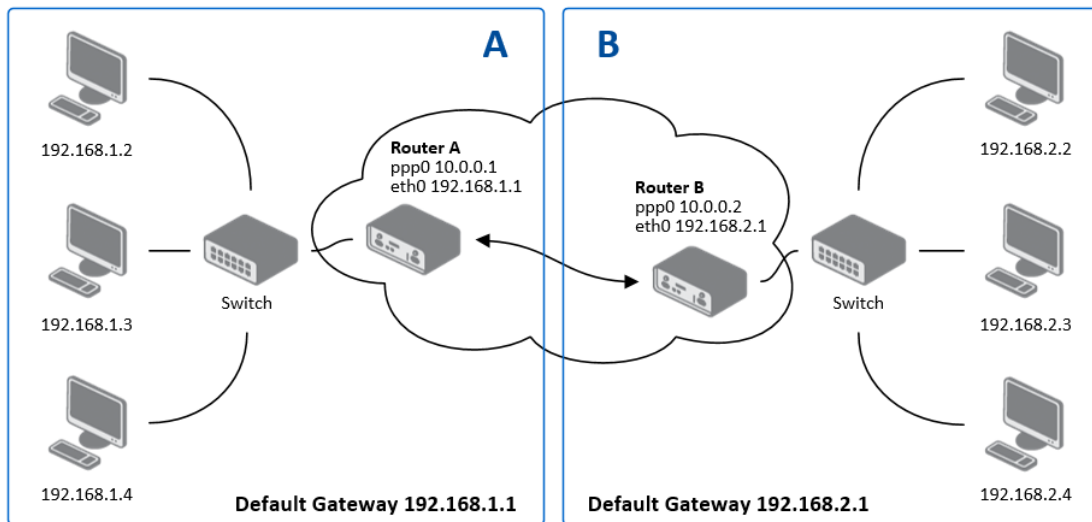 A
B
192.168.1.2
192.168.2.2
Router A
ppp0 10.0.0.1
eth0 192.168.1.1
Router B
ppp0 10.0.0.2
eth0 192.168.2.1
Switch
Switch
192.168.1.3
192.168.2.3
192.168.1.4
192.168.2.4
Default Gateway 192.168.1.1
Default Gateway 192.168.2.1